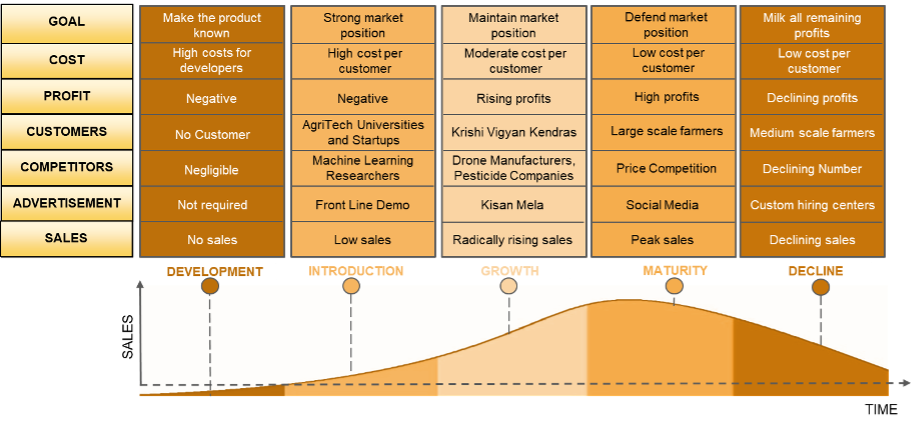 GOAL
Make the product
known
Strong market
position
Maintain market
position
Defend market
position
Milk all remaining
profits
COST
High costs for
developers
High cost per
customer
Moderate cost per
customer
Low cost per
customer
Low cost per
customer
PROFIT
Negative
Negative
Rising profits
High profits
Declining profits
CUSTOMERS
No Customer
AgriTech Universities
and Startups
Krishi Vigyan Kendras
Large scale farmers
Medium scale farmers
COMPETITORS
Negligible
Machine Learning
Researchers
Drone Manufacturers,
Pesticide Companies
Price Competition
Declining Number
ADVERTISEMENT
Not required
Front Line Demo
Kisan Mela
Social Media
Custom hiring centers
SALES
No sales
Low sales
Radically rising sales
Peak sales
Declining sales
DEVELOPMENT
INTRODUCTION
GROWTH
MATURITY
DECLINE
SALES
TIME